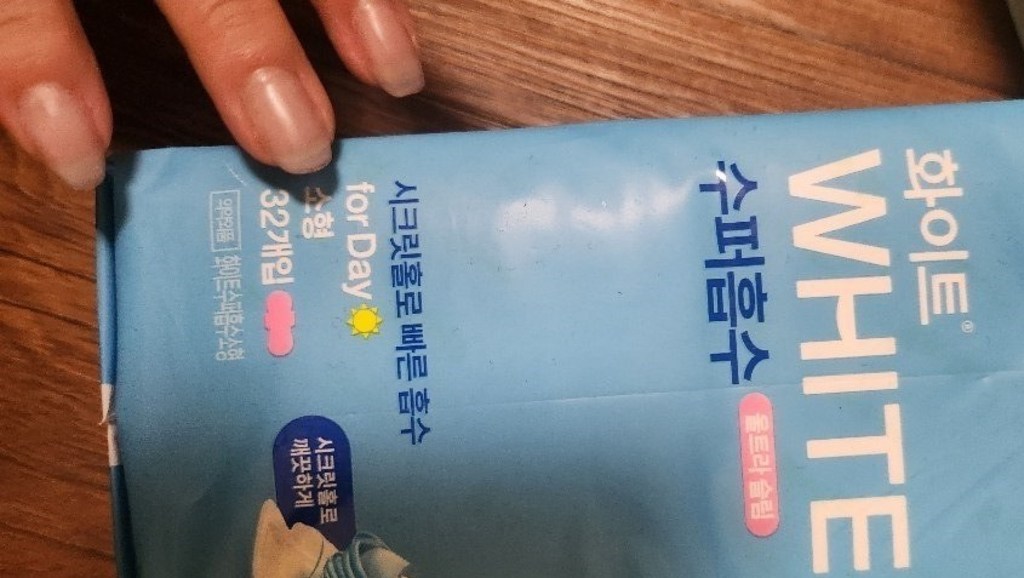 화이트®
WHITE
수퍼흡수
울트라슬림
시크릿홀로 빠른 흡수
for Day
소형
32개입
의약외품 화이트수퍼흡수소형
시크릿홀로
깨끗하게